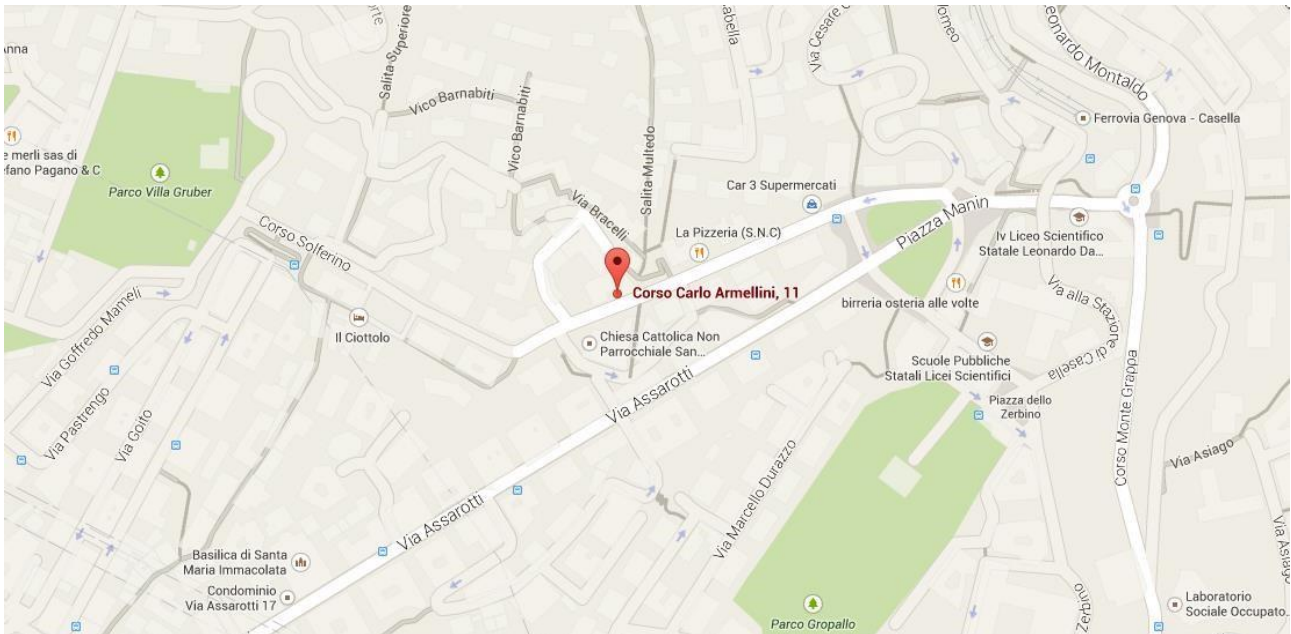 Salita Superiore
Vico Barnabiti
Vico Barnabiti
Via Bracelli
Salita Multedo
Via Cesare
Leonardo Montaldo
Ferrovia Genova - Casella
e merli sas di
efano Pagano & C
Parco Villa Gruber
Car 3 Supermercati
La Pizzeria (S.N.C)
Piazza Manin
Iv Liceo Scientifico
Statale Leonardo Da...
Corso Solferino
Corso Carlo Armellini, 11
birreria osteria alle volte
Via alla Stazione di Casella
Via Goffredo Mameli
Il Ciottolo
Chiesa Cattolica Non
Parrocchiale San...
Scuole Pubbliche
Statali Licei Scientifici
Piazza dello
Zerbino
Via Pastrengo
Via Goito
Via Assarotti
Via Marcello Durazzo
Corso Monte Grappa
Via Asiago
Via Assarotti
Basilica di Santa
Maria Immacolata
Condominio
Via Assarotti 17
Via Asiago
Zerbino
Parco Gropallo
Laboratorio
Sociale Occupato...